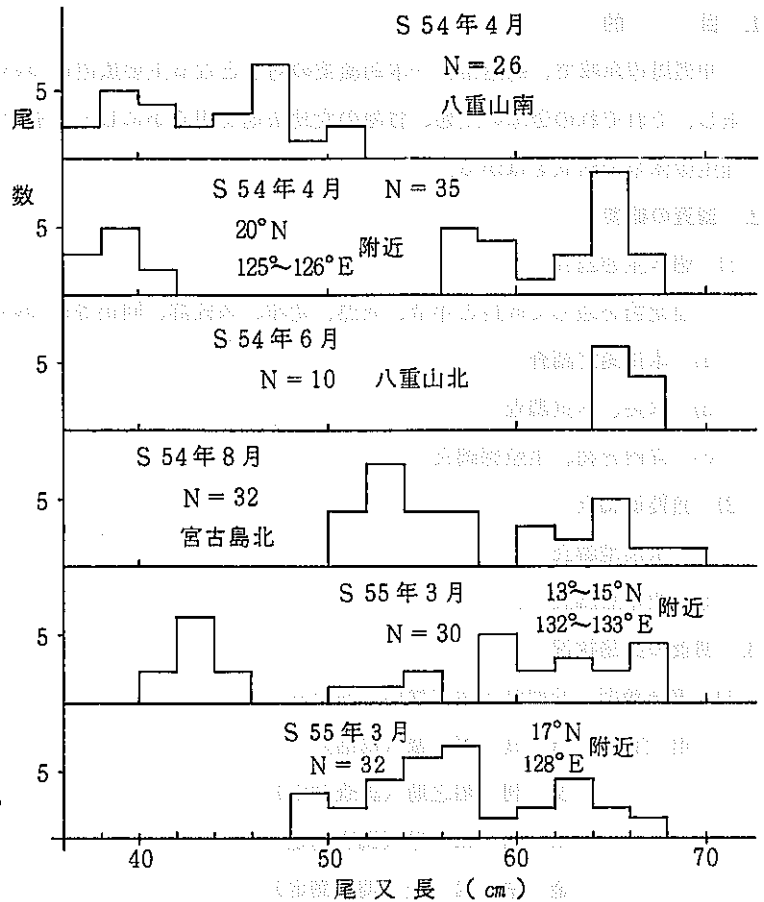 S 54年4月
N = 26
八重山南
5
尾
数
S 54年4月 N = 35
20°N
125°~126°E
附近
5
S 54年6月
N = 10 八重山北
5
S 54年8月
N = 32
宮古島北
5
S 55年3月
N = 30
13°~15°N
132°~133°E
附近
5
S 55年3月
N = 32
17°N
128°E
附近
5
40 50 60 70
尾又長 (cm)